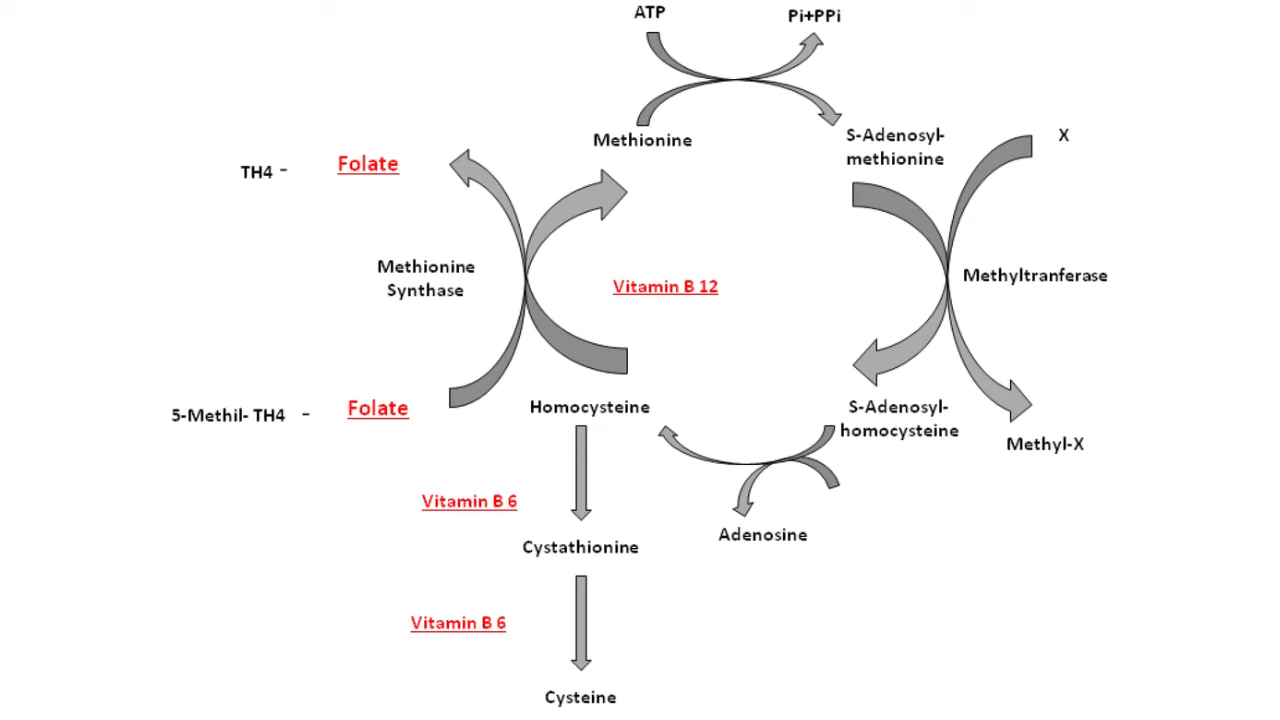 ATP
Pi+PPi
Methionine
S-Adenosyl-
methionine
X
TH4 -
Folate
Methionine
Synthase
Vitamin B 12
Methyltranferase
5-Methil- TH4 -
Folate
Homocysteine
S-Adenosyl-
homocysteine
Methyl-X
Vitamin B 6
Adenosine
Cystathionine
Vitamin B 6
Cysteine